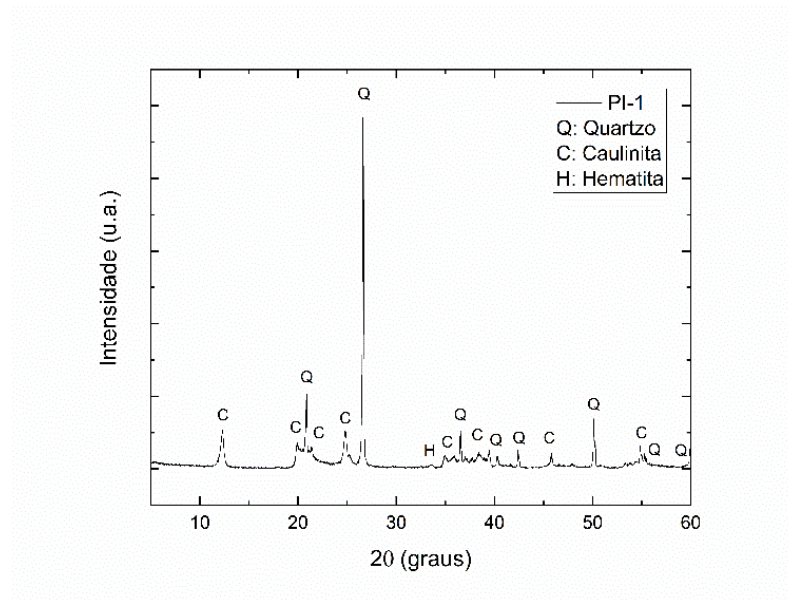 Q
PI-1
Q: Quartzo
C: Caulinita
H: Hematita
Intensidade (u.a.)
Q
C
C
C
C
H
C
Q
C
Q
Q
C
Q
C
Q
Q
10
20
30
40
50
60
2θ (graus)